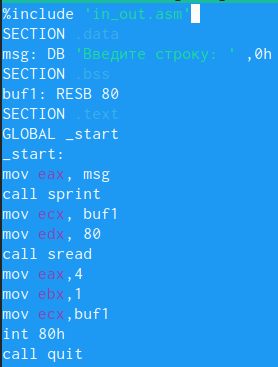 %include 'in_out.asm'
SECTION .data
msg: DB 'Введите строку: ' ,0h
SECTION .bss
buf1: RESB 80
SECTION .text
GLOBAL _start
_start:
mov eax, msg
call sprint
mov ecx, buf1
mov edx, 80
call sread
mov eax,4
mov ebx,1
mov ecx,buf1
int 80h
call quit